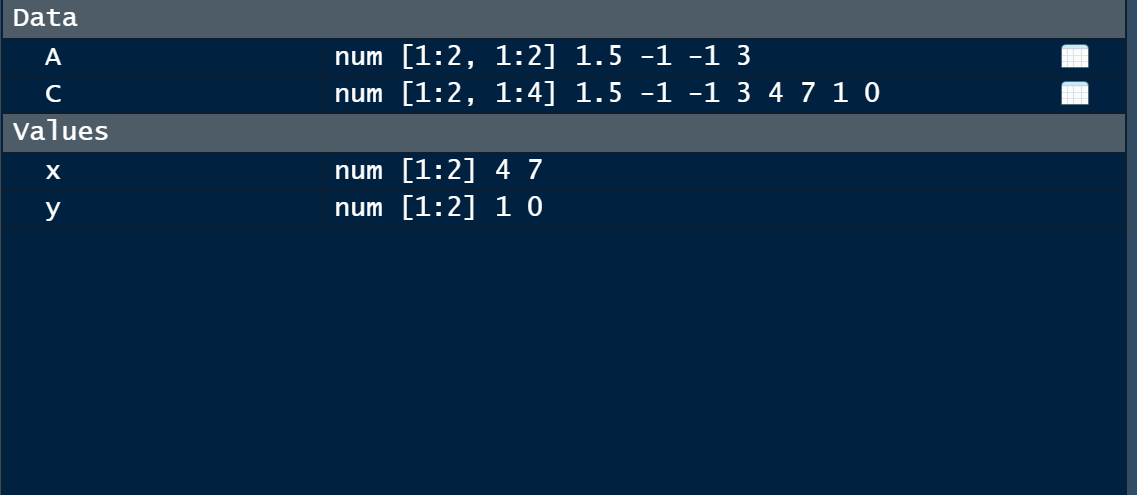 Data
A num [1:2, 1:2] 1.5 -1 -1 3
C num [1:2, 1:4] 1.5 -1 -1 3 4 7 1 0
Values
x num [1:2] 4 7
y num [1:2] 1 0